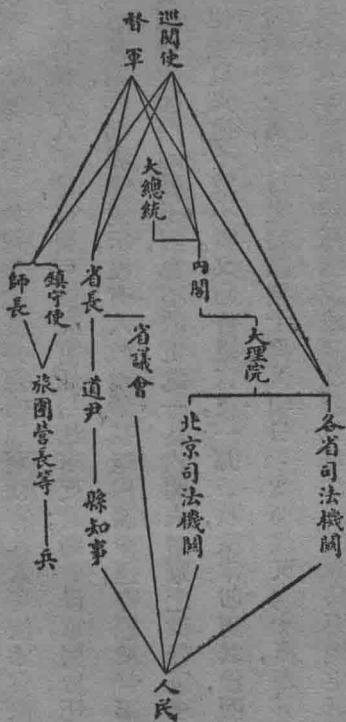 巡閱使
督軍
大總統
內閣
大理院
各省司法機關
北京司法機關
省議會
省長
道尹
縣知事
鎮守使
師長
旅團營長等
兵
人民